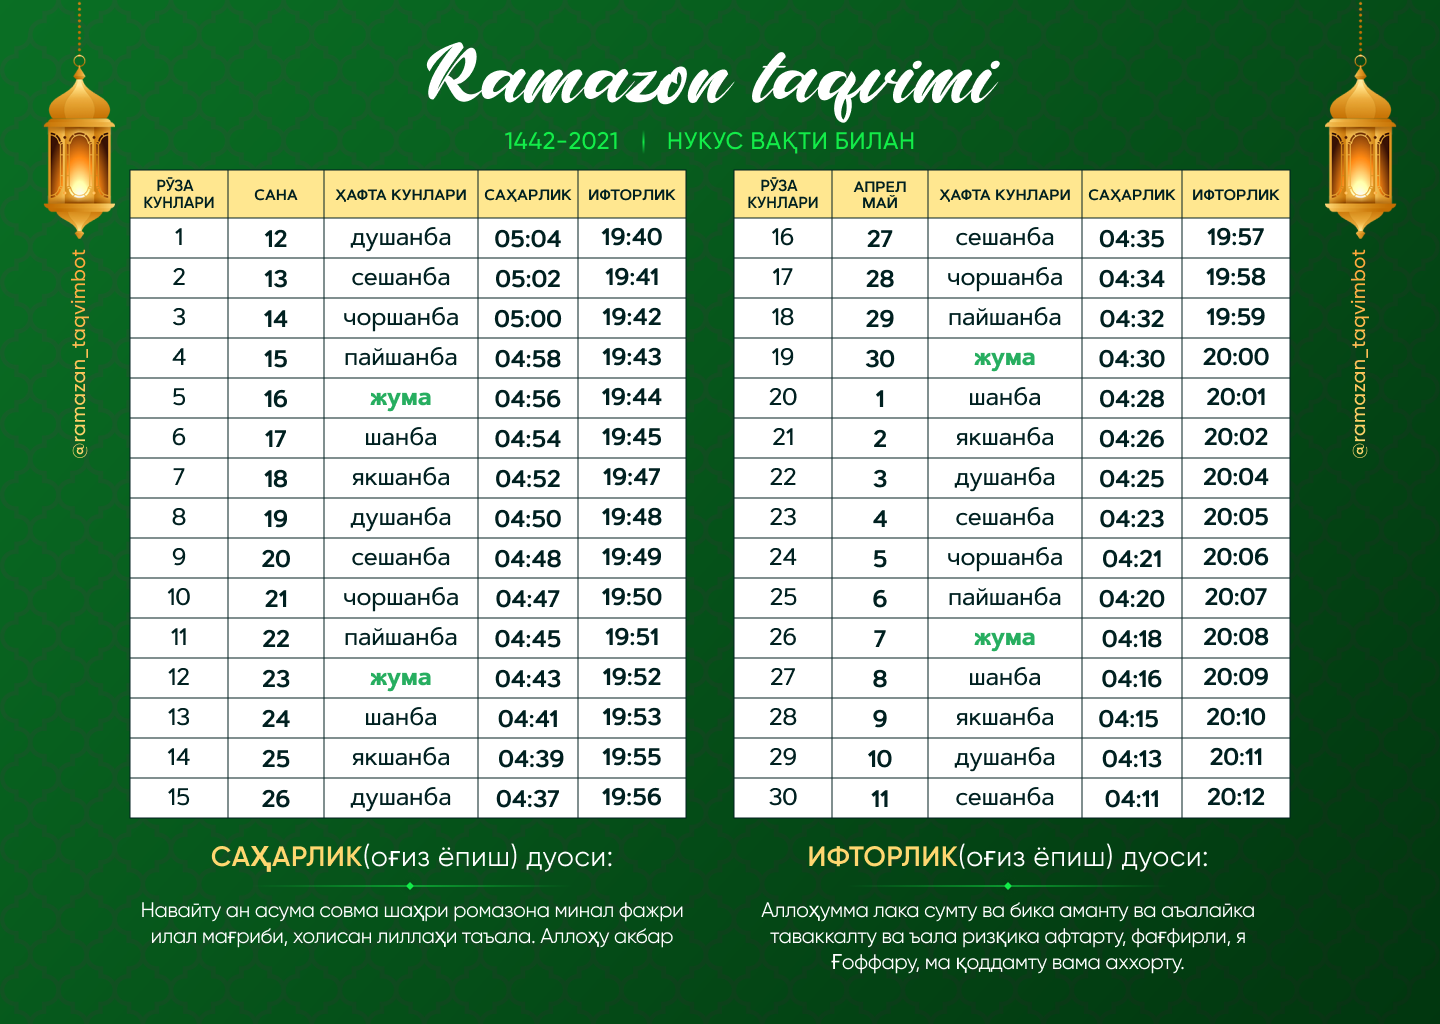 Ramazon taqvimi
1442-2021 | НУКУС ВАҚТИ БИЛАН
@ramazan_taqvimbot
РЎЗА КУНЛАРИ САНА ҲАФТА КУНЛАРИ САҲАРЛИК ИФТОРЛИК
1 12 душанба 05:04 19:40
2 13 сешанба 05:02 19:41
3 14 чоршанба 05:00 19:42
4 15 пайшанба 04:58 19:43
5 16 жума 04:56 19:44
6 17 шанба 04:54 19:45
7 18 якшанба 04:52 19:47
8 19 душанба 04:50 19:48
9 20 сешанба 04:48 19:49
10 21 чоршанба 04:47 19:50
11 22 пайшанба 04:45 19:51
12 23 жума 04:43 19:52
13 24 шанба 04:41 19:53
14 25 якшанба 04:39 19:55
15 26 душанба 04:37 19:56
РЎЗА КУНЛАРИ АПРЕЛ МАЙ ҲАФТА КУНЛАРИ САҲАРЛИК ИФТОРЛИК
16 27 сешанба 04:35 19:57
17 28 чоршанба 04:34 19:58
18 29 пайшанба 04:32 19:59
19 30 жума 04:30 20:00
20 1 шанба 04:28 20:01
21 2 якшанба 04:26 20:02
22 3 душанба 04:25 20:04
23 4 сешанба 04:23 20:05
24 5 чоршанба 04:21 20:06
25 6 пайшанба 04:20 20:07
26 7 жума 04:18 20:08
27 8 шанба 04:16 20:09
28 9 якшанба 04:15 20:10
29 10 душанба 04:13 20:11
30 11 сешанба 04:11 20:12
@ramazan_taqvimbot
САҲАРЛИК(оғиз ёпиш) дуоси:
Навайту ан асума совма шаҳри ромазона минал фажри
илал мағриби, холисан лиллаҳи таъала. Аллоҳу акбар
ИФТОРЛИК(оғиз ёпиш) дуоси:
Аллоҳумма лака сумту ва бика аманту ва аъалайка
таваккалту ва ъала ризқика афтарту, фағфирли, я
Ғоффару, ма қоддамту вама аххорту.